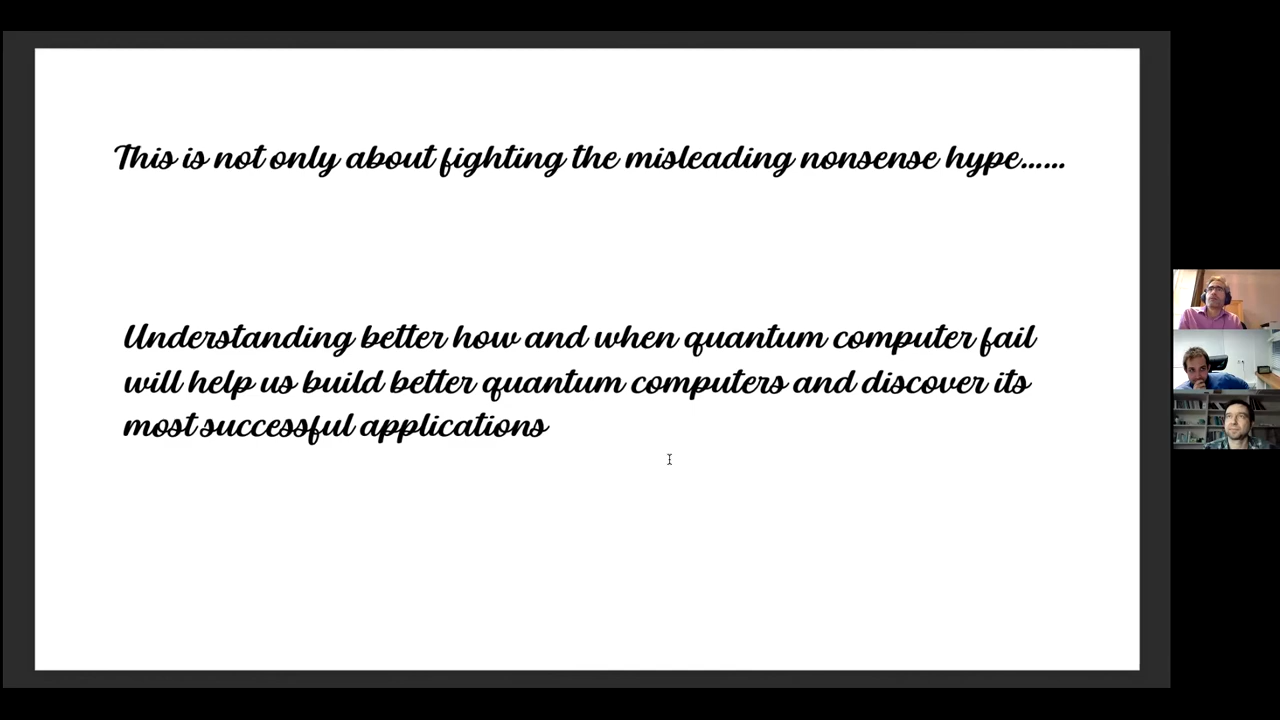 This is not only about fighting the misleading nonsense hype......
Understanding better how and when quantum computer fail
will help us build better quantum computers and discover its
most successful applications